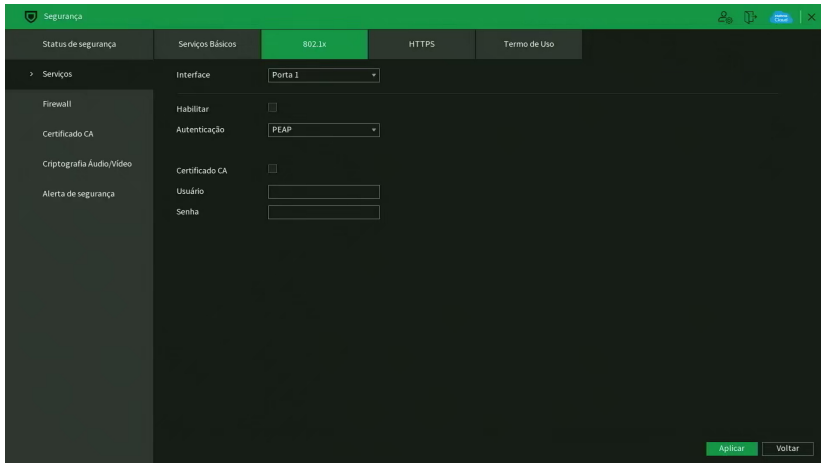 Segurança
Cloud
Status de segurança
Serviços Básicos
802.1x
HTTPS
Termo de Uso
Serviços
Interface
Porta 1
Firewall
Habilitar
Certificado CA
Autenticação
PEAP
Criptografia Áudio/Vídeo
Certificado CA
Alerta de segurança
Usuário
Senha
Aplicar
Voltar